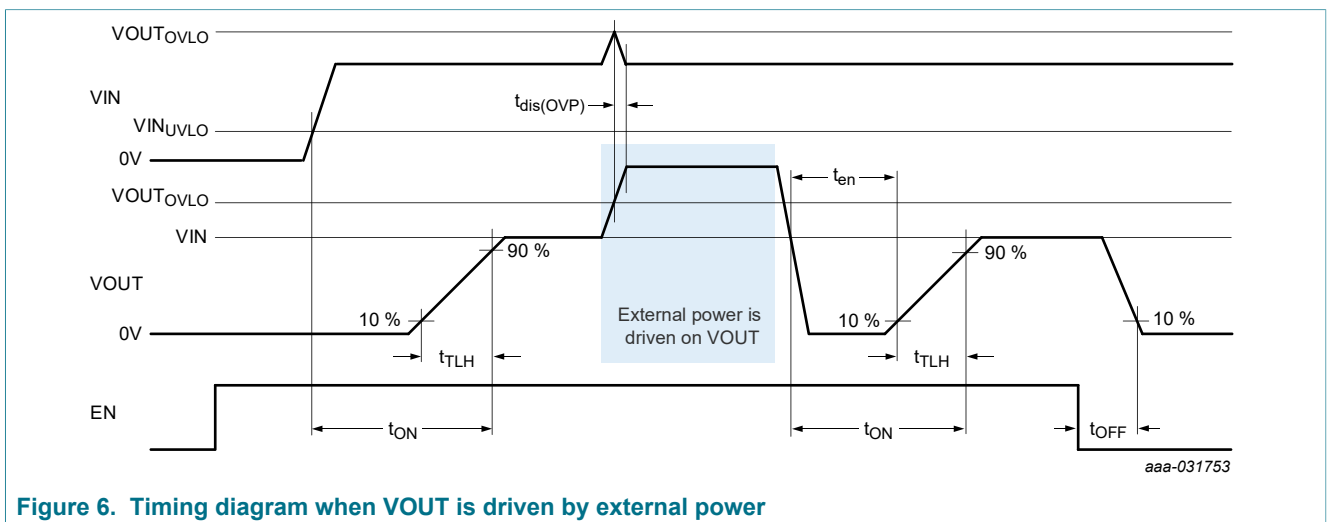 VOUTOVLO
VIN
tdis(OVP)
VINUVLO
0V
VOUTOVLO
ten
VIN
90 %
90 %
VOUT
External power is
driven on VOUT
10 %
10 %
10 %
0V
tTLH
tTLH
EN
tON
tON
tOFF
aaa-031753
Figure 6. Timing diagram when VOUT is driven by external power